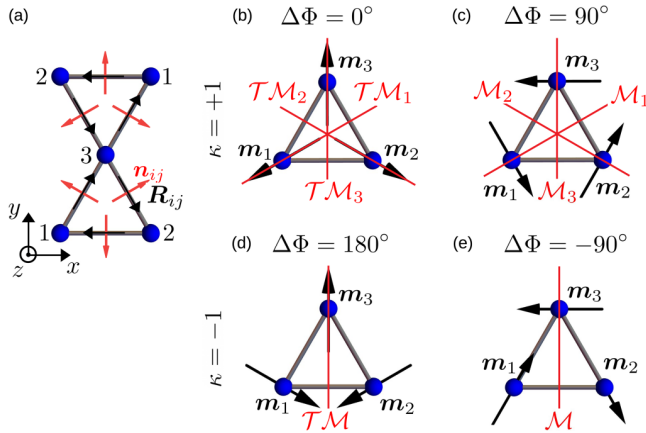 (a)
2 1
3
n_ij
R_ij
1 2
y
z x
(b) ΔΦ = 0°
κ = +1
m_3
𝒯ℳ_2 𝒯ℳ_1
m_1 m_2
𝒯ℳ_3
(c) ΔΦ = 90°
m_3
ℳ_2 ℳ_1
m_1 ℳ_3 m_2
(d) ΔΦ = 180°
κ = −1
m_3
m_1 m_2
𝒯ℳ
(e) ΔΦ = −90°
m_3
m_1 m_2
ℳ